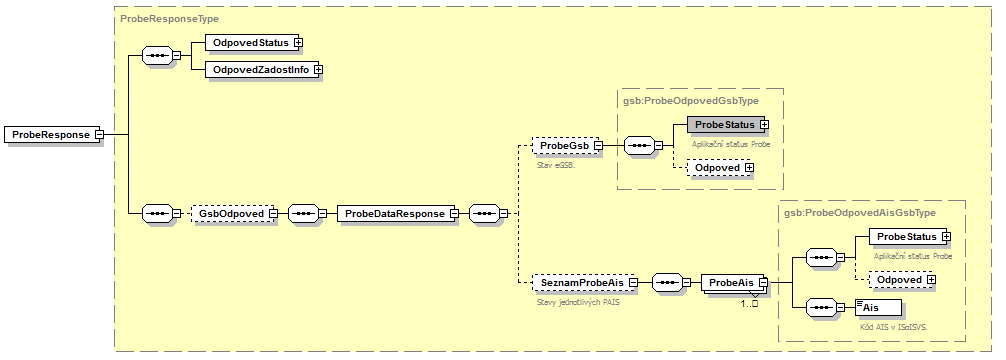 ProbeResponseType
OdpovedStatus
OdpovedZadostInfo
ProbeResponse
gsb:ProbeOdpovedGsbType
ProbeStatus
Aplikační status Probe
ProbeGsb
Stav eGSB.
Odpoved
GsbOdpoved
ProbeDataResponse
gsb:ProbeOdpovedAisGsbType
ProbeStatus
Aplikační status Probe
SeznamProbeAis
Stavy jednotlivých PAIS
ProbeAis
1..□
Odpoved
Ais
Kód AIS v ISoISVS.